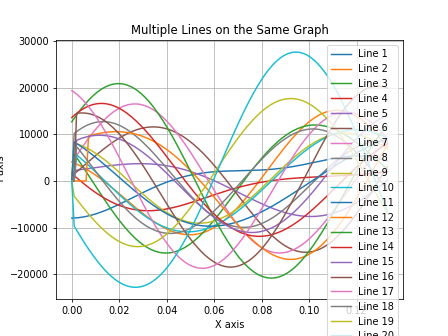 Multiple Lines on the Same Graph
30000
20000
10000
0
−10000
−20000
0.00
0.02
0.04
0.06
0.08
0.10
X axis
Line 1
Line 2
Line 3
Line 4
Line 5
Line 6
Line 7
Line 8
Line 9
Line 10
Line 11
Line 12
Line 13
Line 14
Line 15
Line 16
Line 17
Line 18
Line 19
Line 20